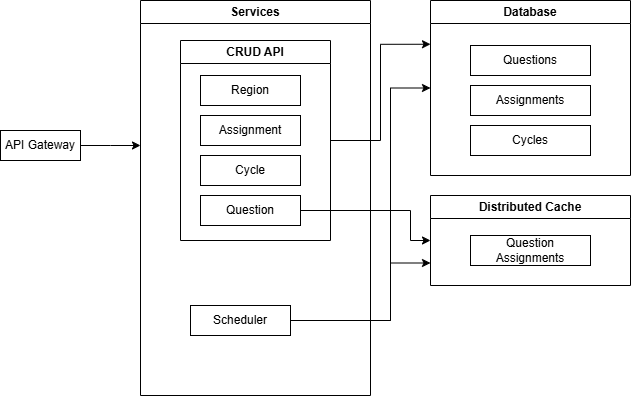 Services
Database
CRUD API
Questions
Region
Assignments
Assignment
API Gateway
Cycles
Cycle
Distributed Cache
Question
Question
Assignments
Scheduler